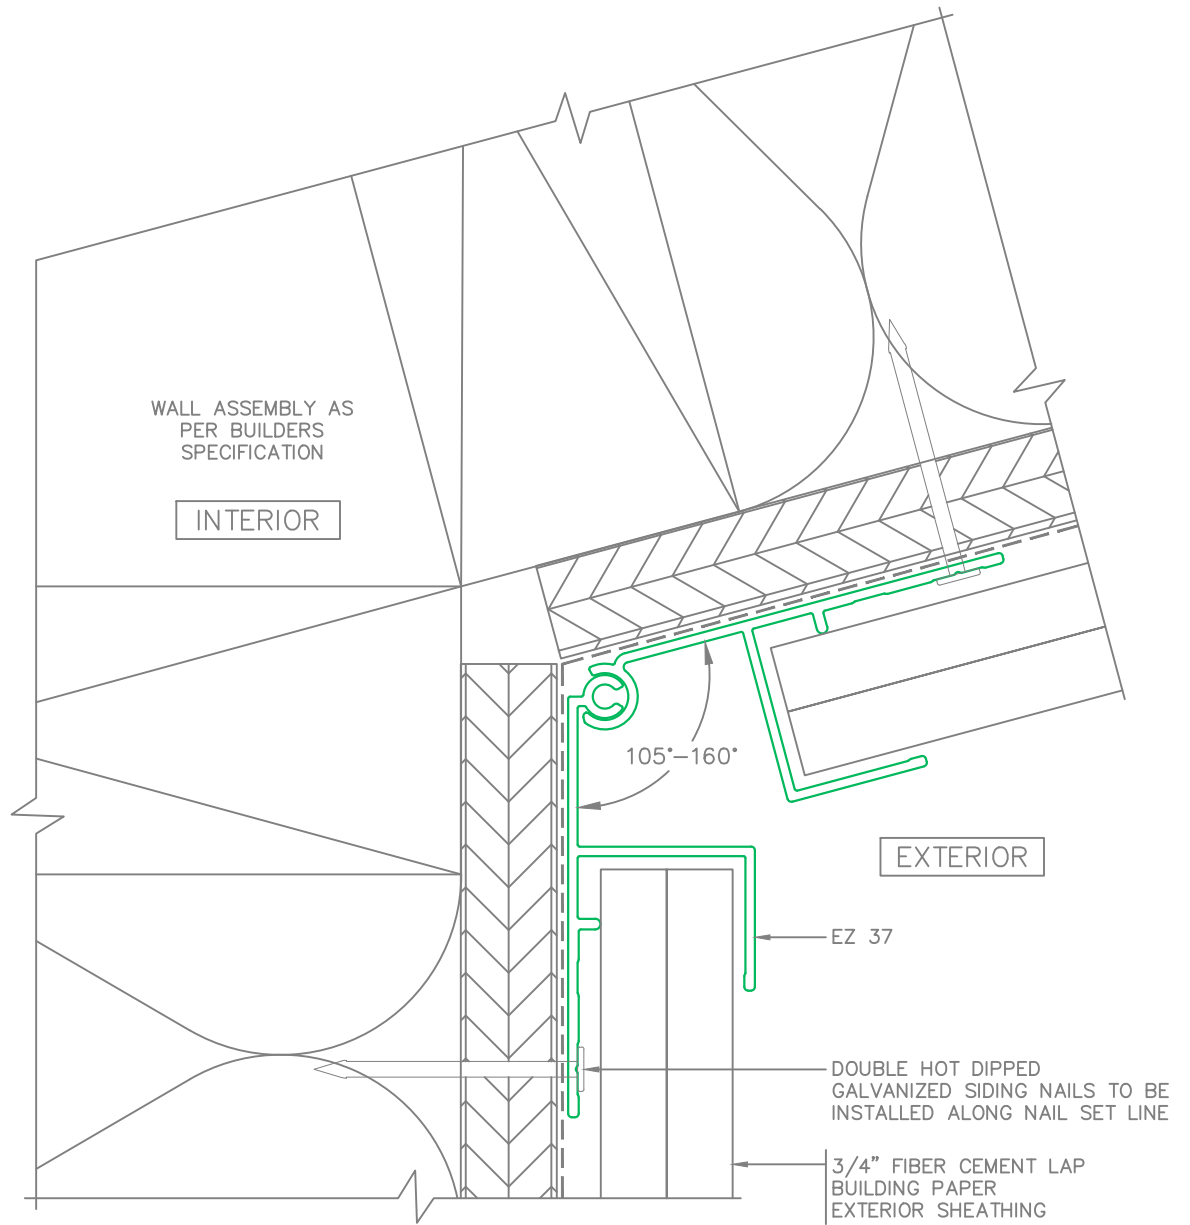 WALL ASSEMBLY AS
PER BUILDERS
SPECIFICATION
INTERIOR
105°-160°
EXTERIOR
EZ 37
DOUBLE HOT DIPPED
GALVANIZED SIDING NAILS TO BE
INSTALLED ALONG NAIL SET LINE
3/4” FIBER CEMENT LAP
BUILDING PAPER
EXTERIOR SHEATHING